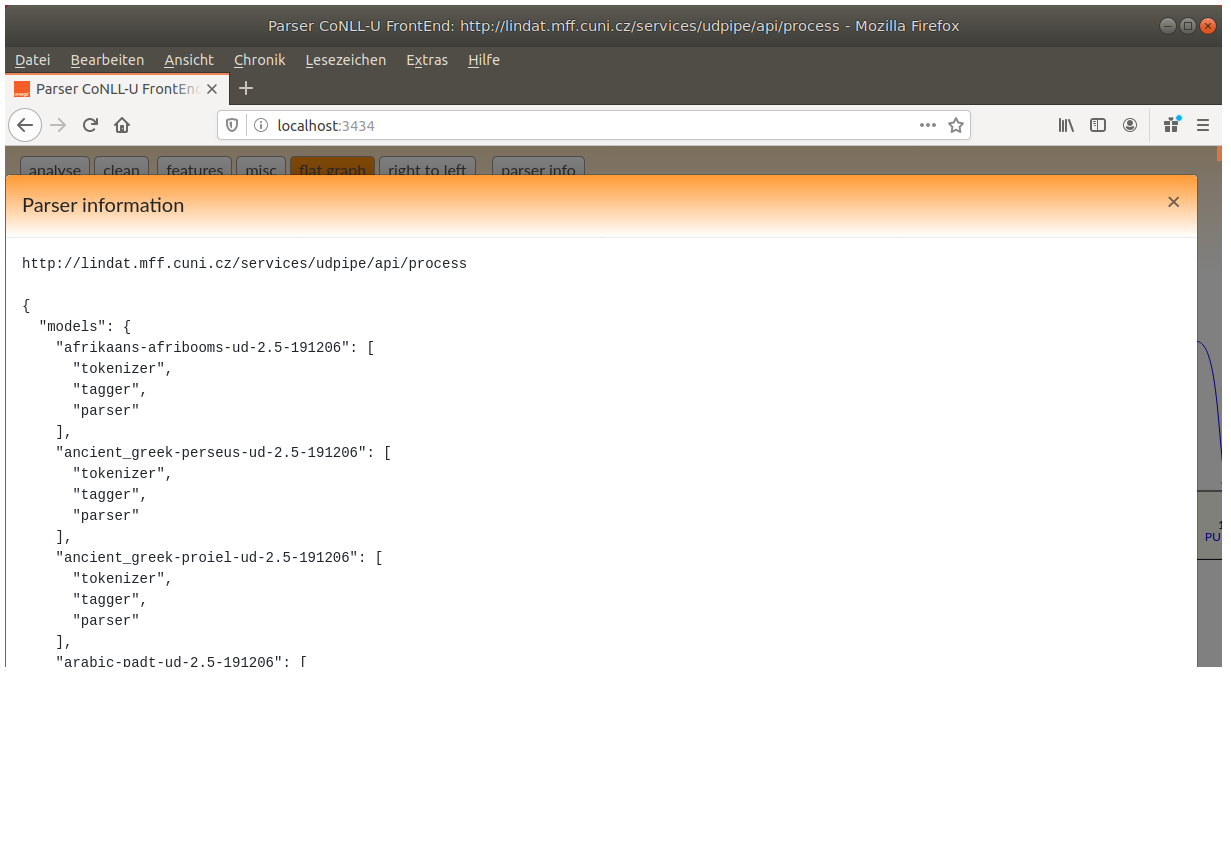 Parser CoNLL-U FrontEnd: http://lindat.mff.cuni.cz/services/udpipe/api/process - Mozilla Firefox
Datei Bearbeiten Ansicht Chronik Lesezeichen Extras Hilfe
Parser CoNLL-U FrontEn
localhost:3434
analyse clean features misc flat graph right to left parser info
Parser information
http://lindat.mff.cuni.cz/services/udpipe/api/process
{
  "models": {
    "afrikaans-afribooms-ud-2.5-191206": [
      "tokenizer",
      "tagger",
      "parser"
    ],
    "ancient_greek-perseus-ud-2.5-191206": [
      "tokenizer",
      "tagger",
      "parser"
    ],
    "ancient_greek-proiel-ud-2.5-191206": [
      "tokenizer",
      "tagger",
      "parser"
    ],
    "arabic-padt-ud-2.5-191206": [
PU